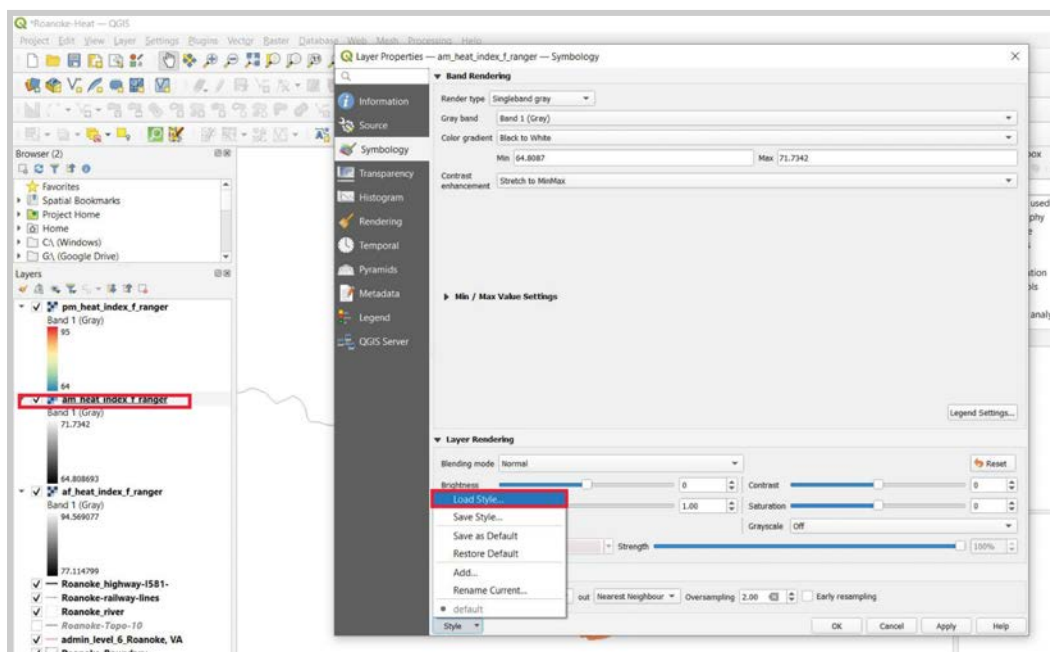 *Roanoke-Heat — QGIS
Project Edit View Layer Settings Plugins Vector Raster Database Web Mesh Processing Help
Layer Properties — am_heat_index_f_ranger — Symbology
Information
Source
Symbology
Transparency
Histogram
Rendering
Temporal
Pyramids
Metadata
Legend
QGIS Server
Band Rendering
Render type Singleband gray
Gray band Band 1 (Gray)
Color gradient Black to White
Min 64.8087 Max 71.7342
Contrast enhancement Stretch to MinMax
Min / Max Value Settings
Legend Settings...
Layer Rendering
Blending mode Normal Reset
Brightness 0 Contrast 0
1.00 Saturation 0
Grayscale Off
Strength 100%
out Nearest Neighbour Oversampling 2.00 Early resampling
Load Style...
Save Style...
Save as Default
Restore Default
Add...
Rename Current...
default
Style OK Cancel Apply Help
Browser (2)
Favorites
Spatial Bookmarks
Project Home
Home
C:\ (Windows)
G:\ (Google Drive)
Layers
pm_heat_index_f_ranger
Band 1 (Gray)
95
64
am_heat_index_f_ranger
Band 1 (Gray)
71.7342
64.808693
af_heat_index_f_ranger
Band 1 (Gray)
94.569077
77.114799
Roanoke_highway-I581-
Roanoke-railway-lines
Roanoke_river
Roanoke-Topo-10
admin_level_6_Roanoke, VA